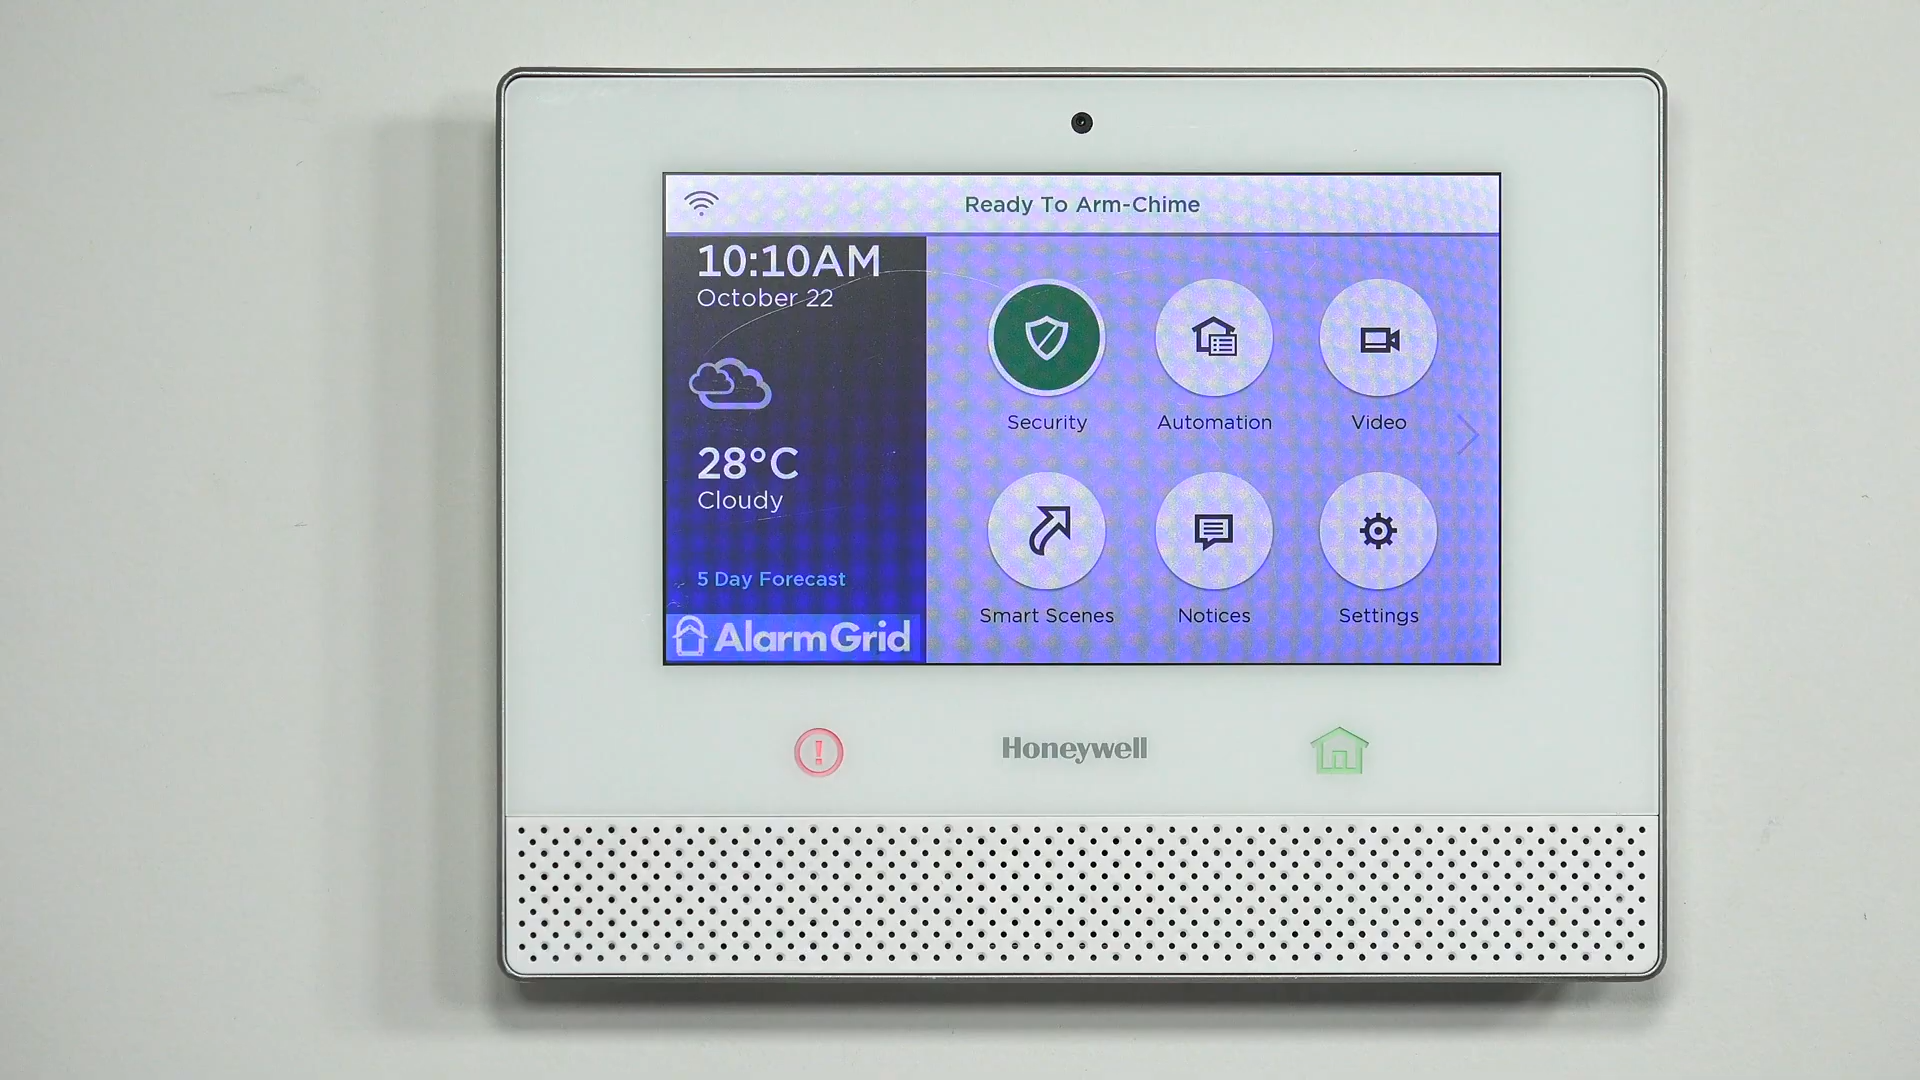 Ready To Arm-Chime
10:10AM
October 22
28°C
Cloudy
5 Day Forecast
AlarmGrid
Security
Automation
Video
Smart Scenes
Notices
Settings
Honeywell